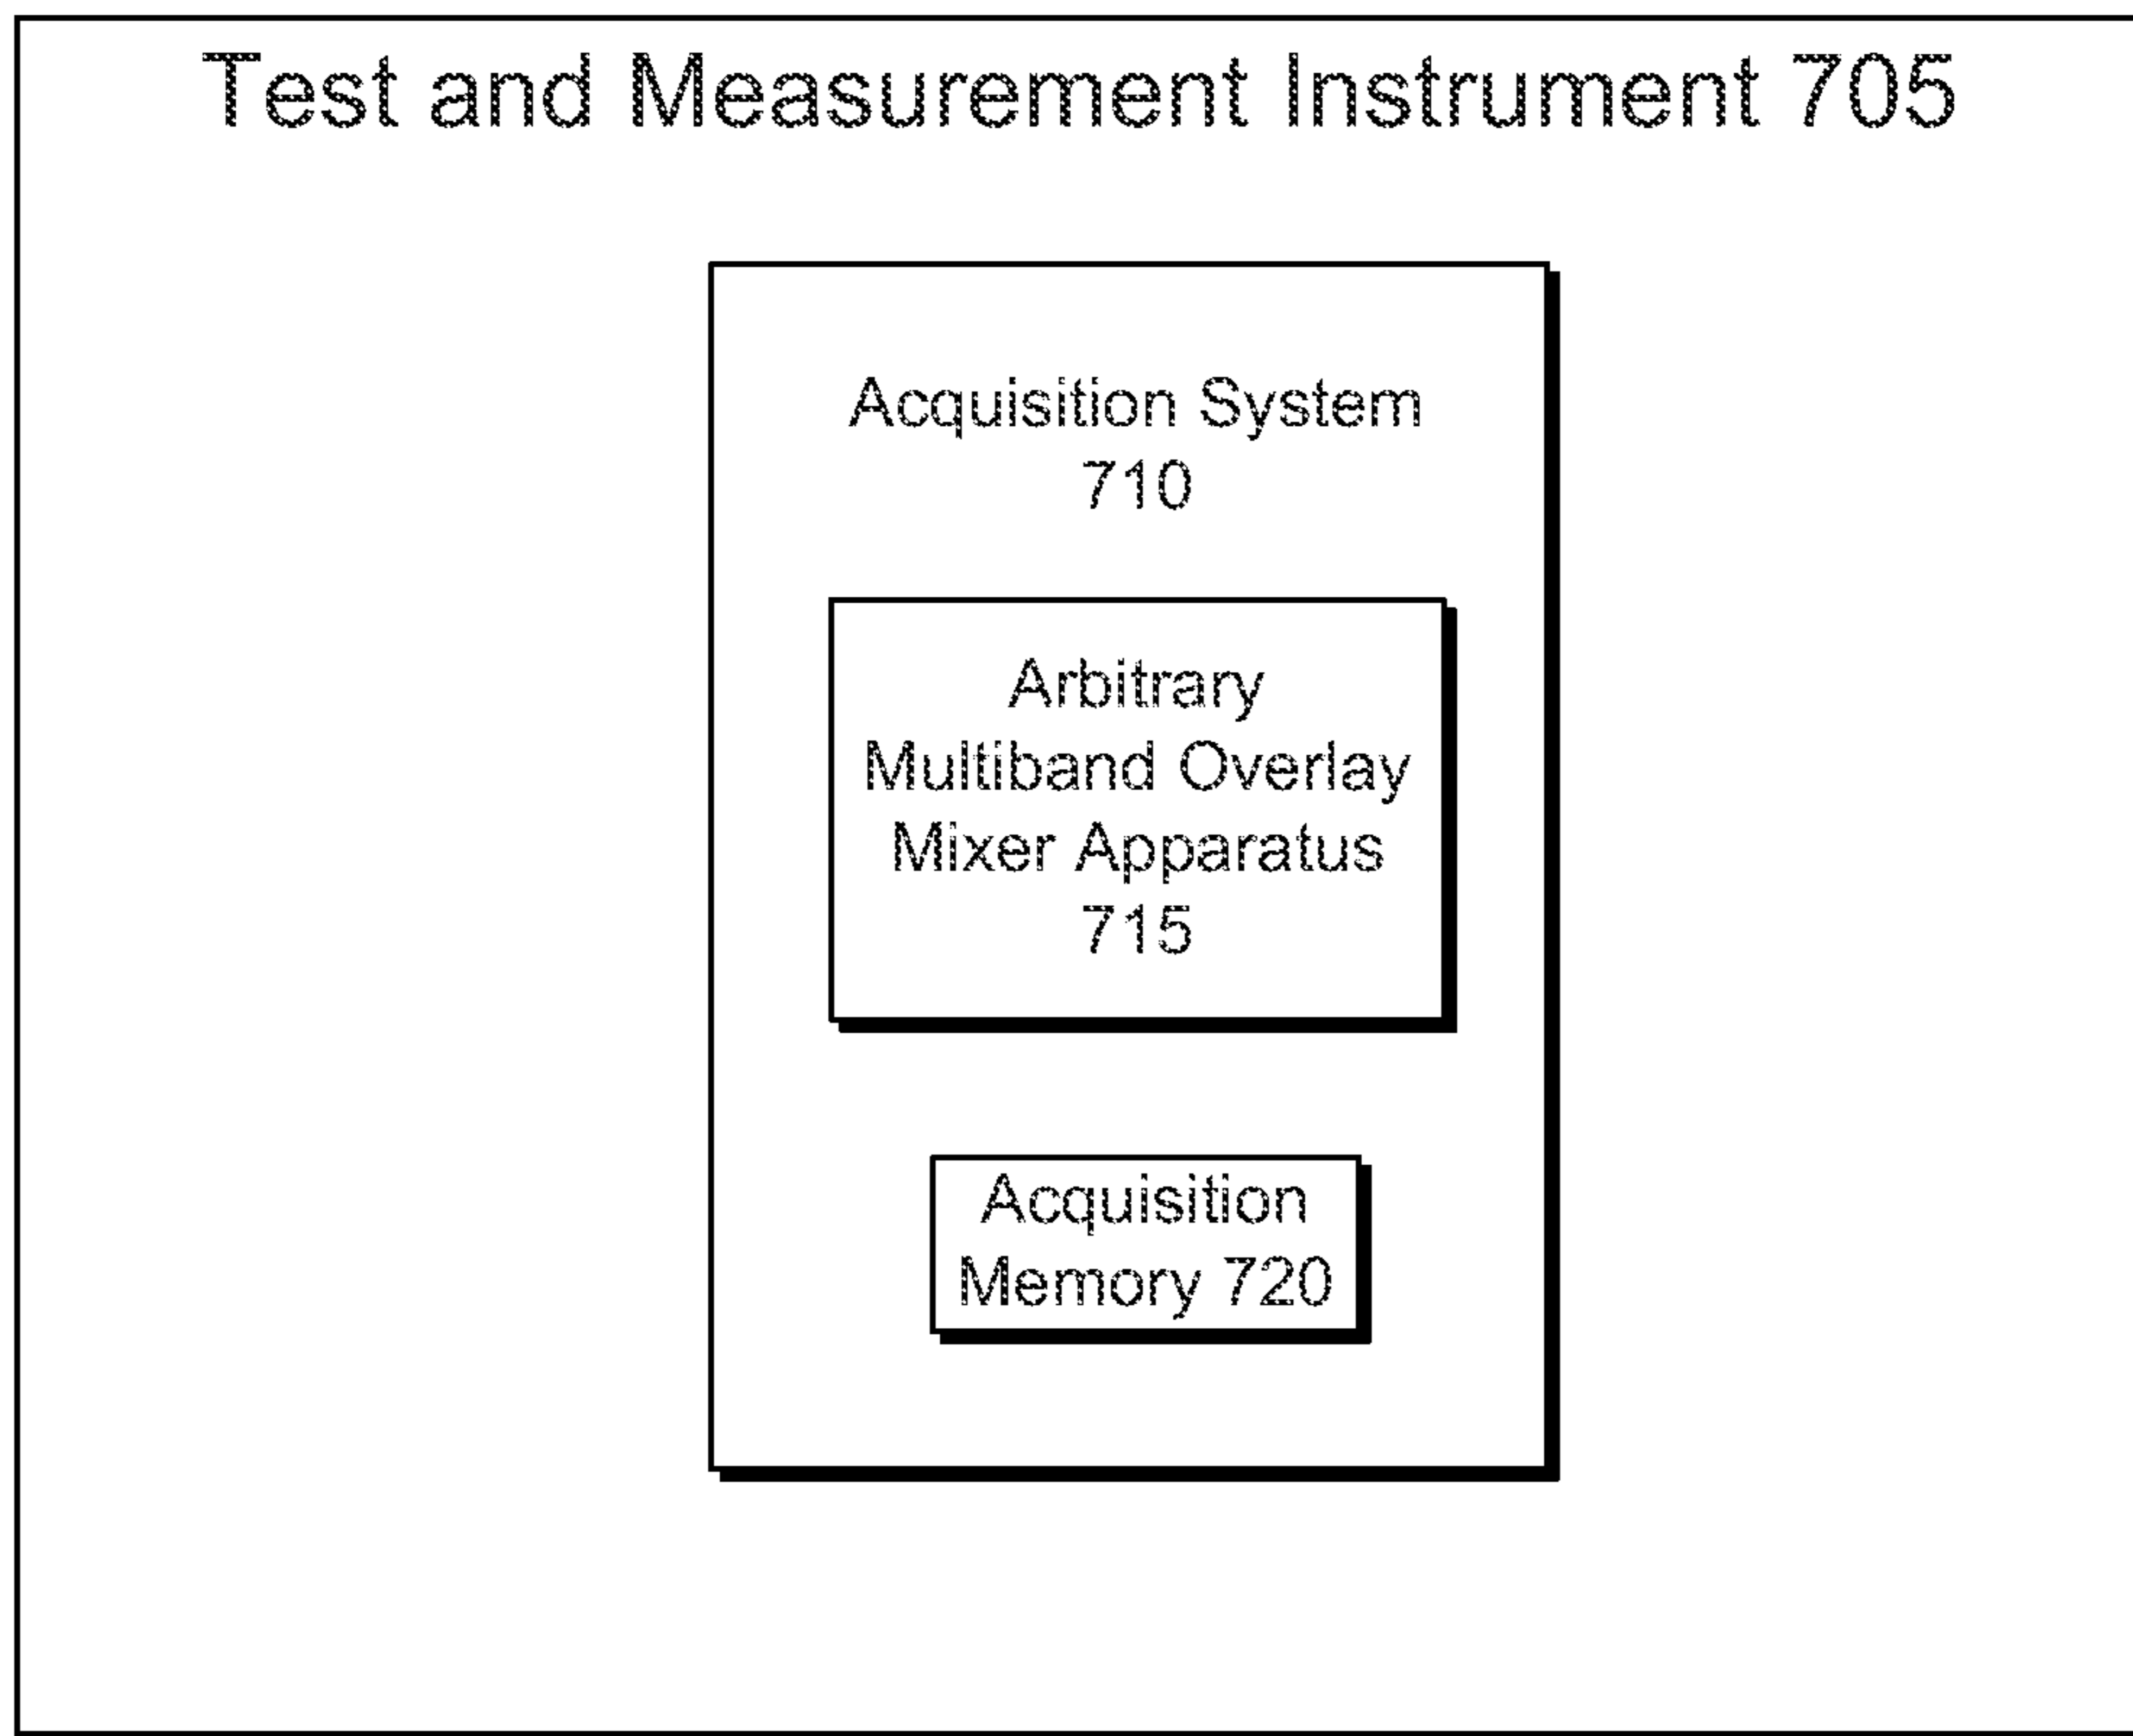 Test and Measurement Instrument 705
Acquisition System
710
Arbitrary
Multiband Overlay
Mixer Apparatus
715
Acquisition
Memory 720